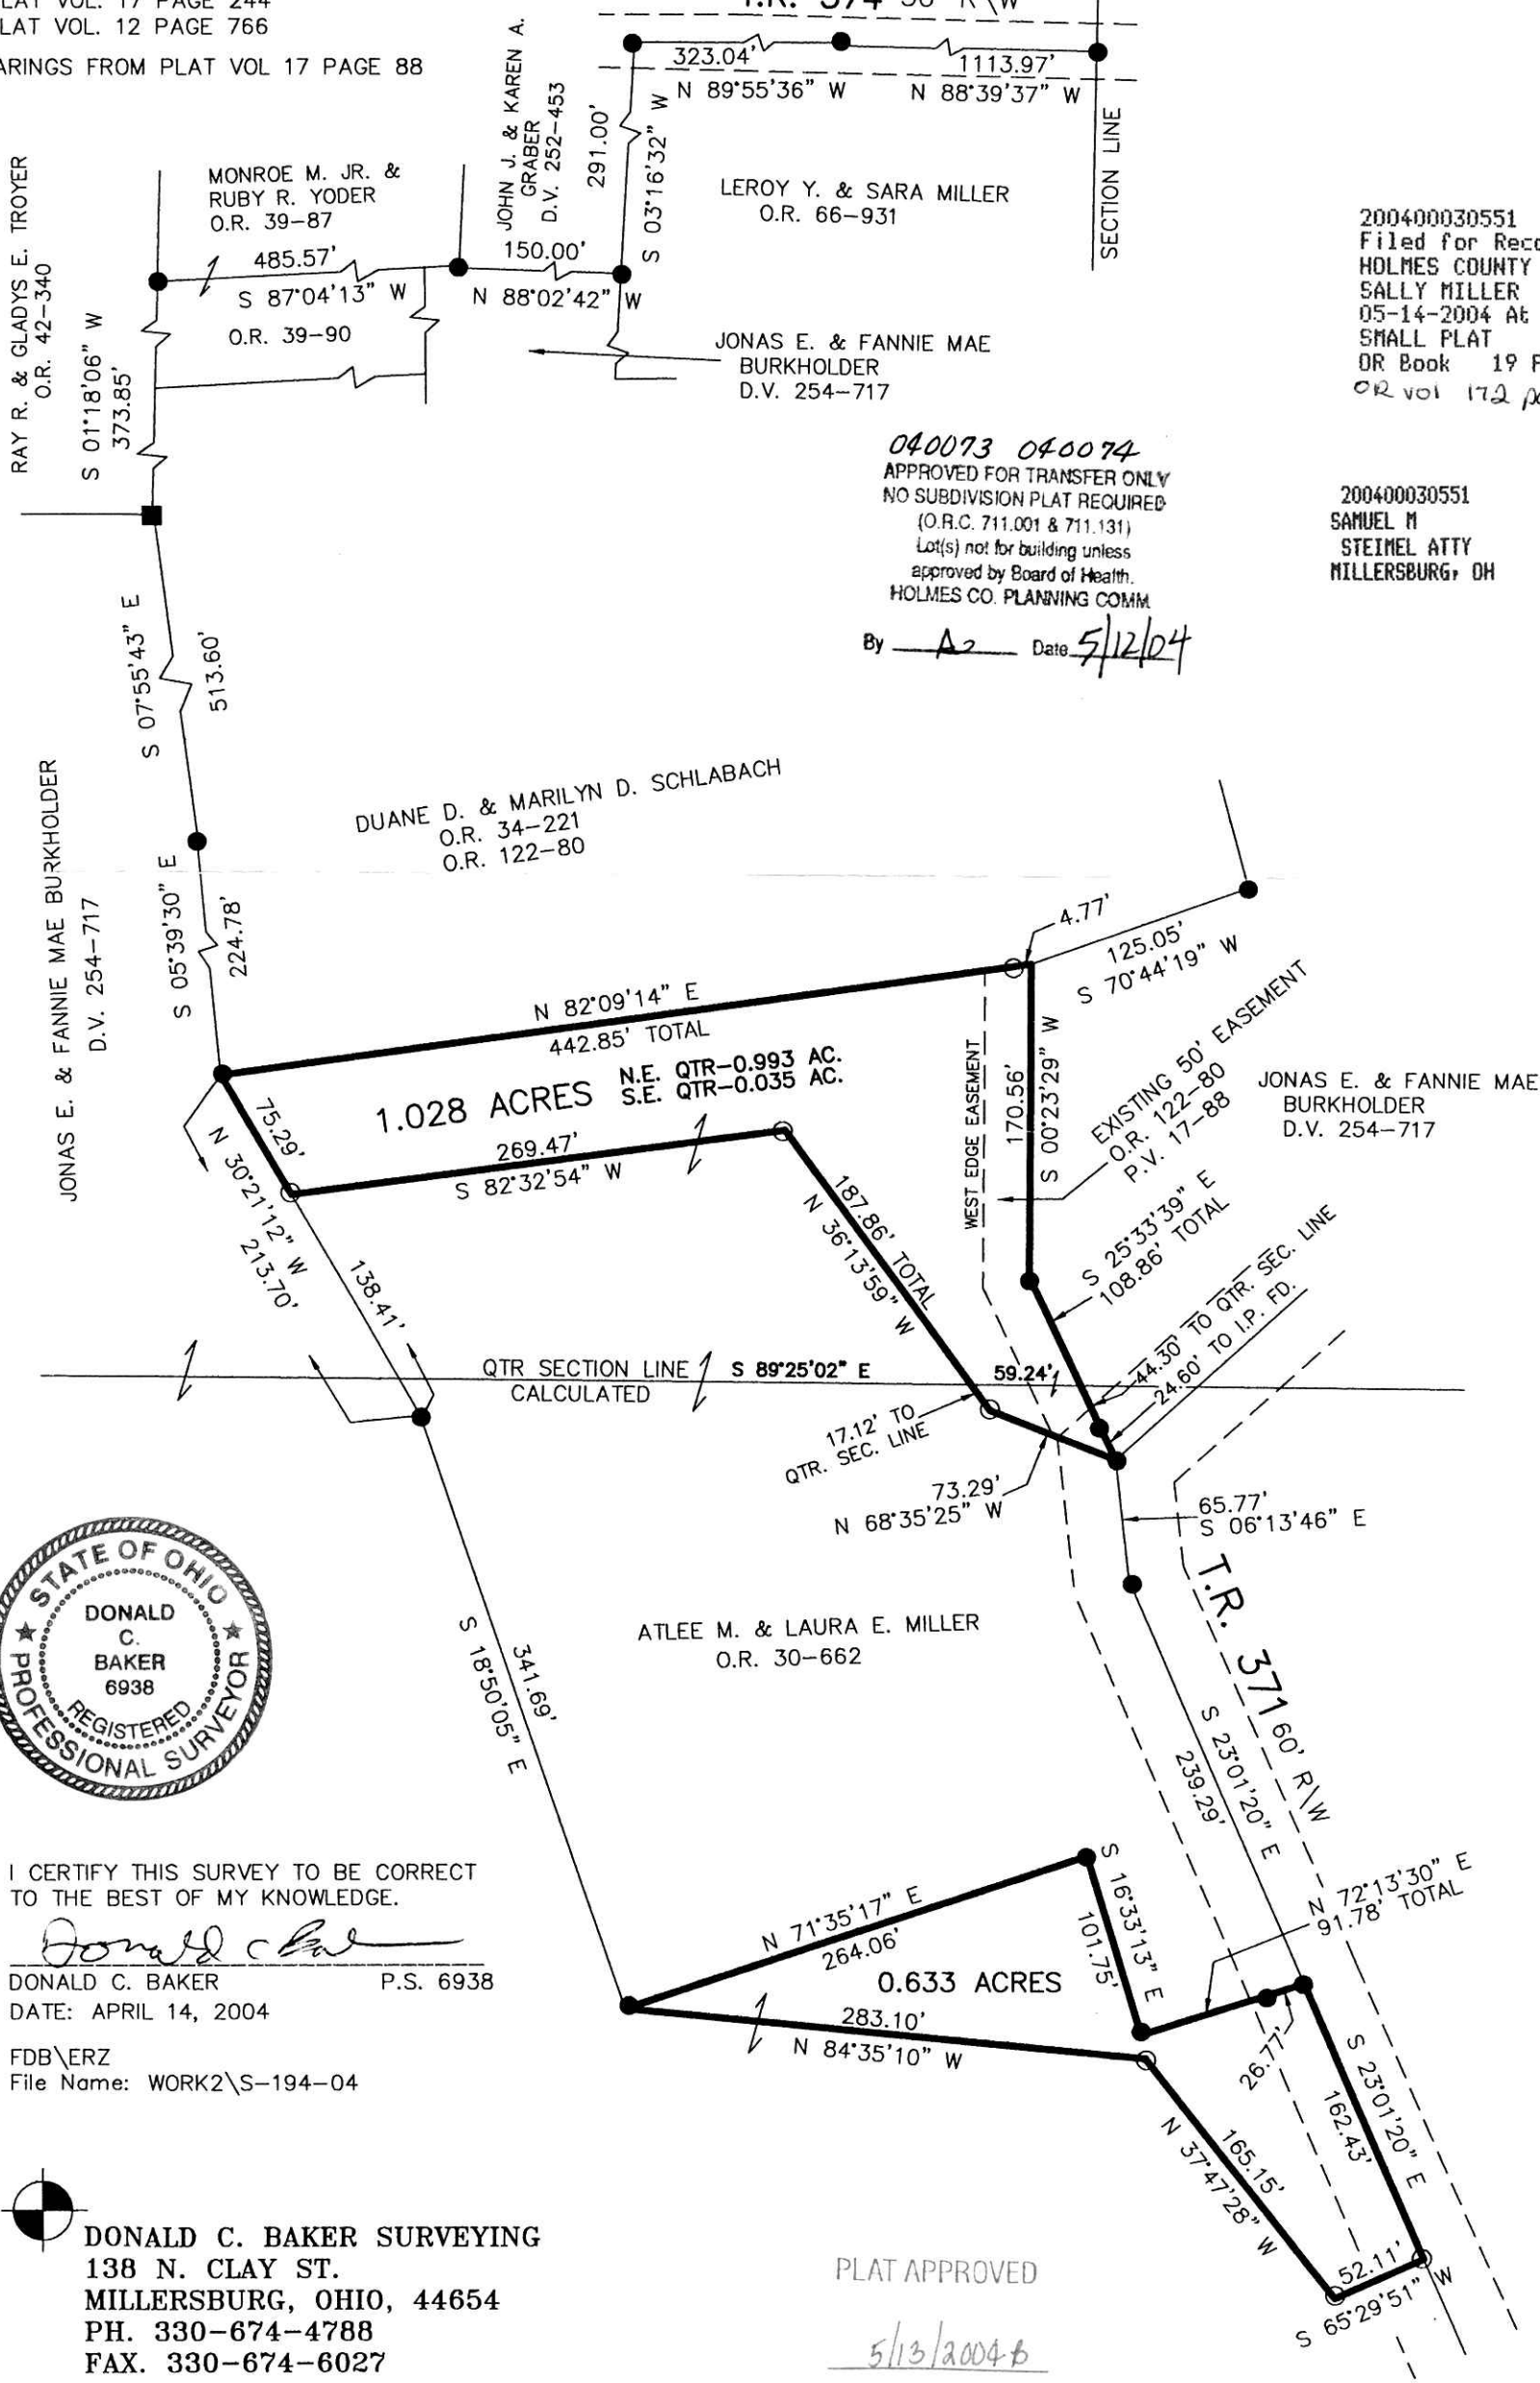 PLAT VOL. 17 PAGE 244
PLAT VOL. 12 PAGE 766
BEARINGS FROM PLAT VOL 17 PAGE 88
T.R. 574 50' R\W
323.04'
1113.97'
N 89°55'36" W
N 88°39'37" W
SECTION LINE
JOHN J. & KAREN A.
GRABER
D.V. 252-453
291.00'
S 03°16'32" W
LEROY Y. & SARA MILLER
O.R. 66-931
RAY R. & GLADYS E. TROYER
O.R. 42-340
MONROE M. JR. &
RUBY R. YODER
O.R. 39-87
485.57'
S 87°04'13" W
O.R. 39-90
150.00'
N 88°02'42" W
S 01°18'06" W
373.85'
JONAS E. & FANNIE MAE
BURKHOLDER
D.V. 254-717
200400030551
Filed for
HOLMES COUNTY
SALLY MILLER
05-14-2004 At
SMALL PLAT
OR Book 19
OR vol 172
040073 040074
APPROVED FOR TRANSFER ONLY
NO SUBDIVISION PLAT REQUIRED
(O.R.C. 711.001 & 711.131)
Lot(s) not for building unless
approved by Board of Health.
HOLMES CO. PLANNING COMM
By Date 5/12/04
200400030551
SAMUEL M
STEIMEL ATTY
MILLERSBURG, OH
S 07°55'43" E
513.60'
JONAS E. & FANNIE MAE BURKHOLDER
D.V. 254-717
S 05°39'30" E
224.78'
DUANE D. & MARILYN D. SCHLABACH
O.R. 34-221
O.R. 122-80
4.77'
125.05'
S 70°44'19" W
N 82°09'14" E
442.85' TOTAL
1.028 ACRES
N.E. QTR-0.993 AC.
S.E. QTR-0.035 AC.
75.29'
N 30°21'12" W
213.70'
138.41'
269.47'
S 82°32'54" W
187.86' TOTAL
N 36°13'59" W
WEST EDGE EASEMENT
170.56'
S 00°23'29" W
EXISTING 50' EASEMENT
O.R. 122-80
P.V. 17-88
JONAS E. & FANNIE MAE
BURKHOLDER
D.V. 254-717
S 25°33'39" E
108.86' TOTAL
44.30' TO QTR. SEC. LINE
24.60' TO I.P. FD.
QTR SECTION LINE
CALCULATED
S 89°25'02" E
59.24'
17.12' TO
QTR. SEC. LINE
73.29'
N 68°35'25" W
65.77'
S 06°13'46" E
T.R. 371 60' R\W
STATE OF OHIO
DONALD
C.
BAKER
6938
REGISTERED
PROFESSIONAL SURVEYOR
ATLEE M. & LAURA E. MILLER
O.R. 30-662
341.69'
S 18°50'05" E
S 23°01'20" E
239.29'
N 72°13'30" E
91.78' TOTAL
I CERTIFY THIS SURVEY TO BE CORRECT
TO THE BEST OF MY KNOWLEDGE.
Donald C Baker
DONALD C. BAKER P.S. 6938
DATE: APRIL 14, 2004
FDB\ERZ
File Name: WORK2\S-194-04
N 71°35'17" E
264.06'
S 16°33'13" E
101.75'
0.633 ACRES
283.10'
N 84°35'10" W
26.77'
S 23°01'20" E
162.43'
165.15'
N 37°47'28" W
52.11'
S 65°29'51" W
DONALD C. BAKER SURVEYING
138 N. CLAY ST.
MILLERSBURG, OHIO, 44654
PH. 330-674-4788
FAX. 330-674-6027
PLAT APPROVED
5/13/2004